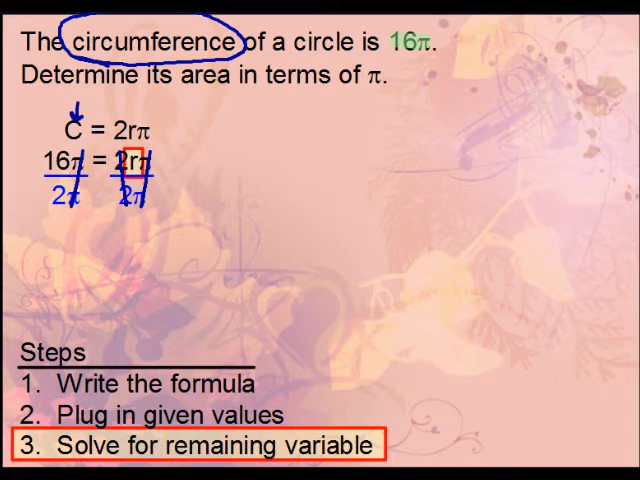 The circumference of a circle is 16π.
Determine its area in terms of π.
C = 2rπ
16π = 2rπ
2π 2π
Steps
1. Write the formula
2. Plug in given values
3. Solve for remaining variable